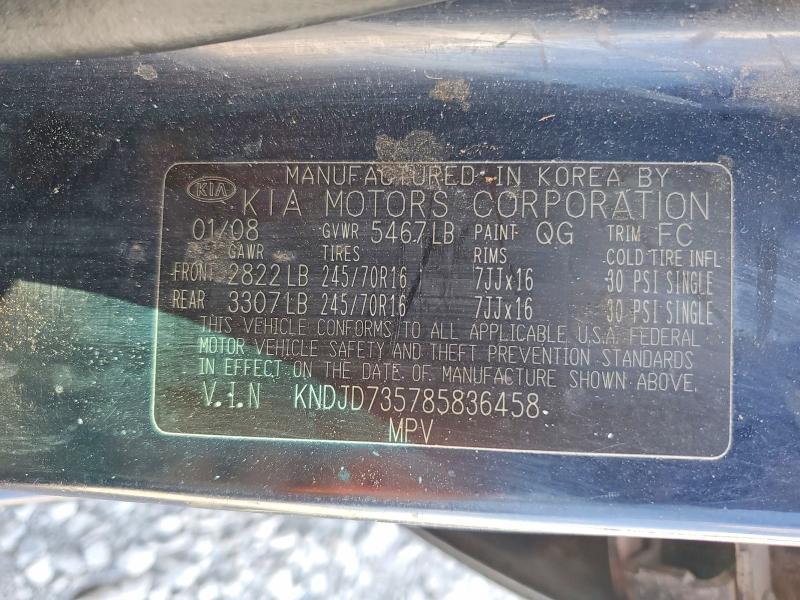 MANUFACTURED IN KOREA BY
KIA KIA MOTORS CORPORATION
01/08 GVWR 5467LB PAINT QG TRIM FC
GAWR TIRES RIMS COLD TIRE INFL
FRONT 2822LB 245/70R16 7JJx16 30 PSI SINGLE
REAR 3307LB 245/70R16 7JJx16 30 PSI SINGLE
THIS VEHICLE CONFORMS TO ALL APPLICABLE U.S.A. FEDERAL
MOTOR VEHICLE SAFETY AND THEFT PREVENTION STANDARDS
IN EFFECT ON THE DATE OF MANUFACTURE SHOWN ABOVE.
V.I.N KNDJD735785836458
MPV